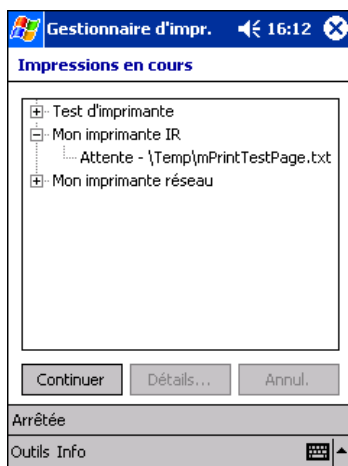 Gestionnaire d'impr. 16:12
Impressions en cours
Test d'imprimante
Mon imprimante IR
Attente - \Temp\mPrintTestPage.txt
Mon imprimante réseau
Continuer Détails... Annul.
Arrêtée
Outils Info